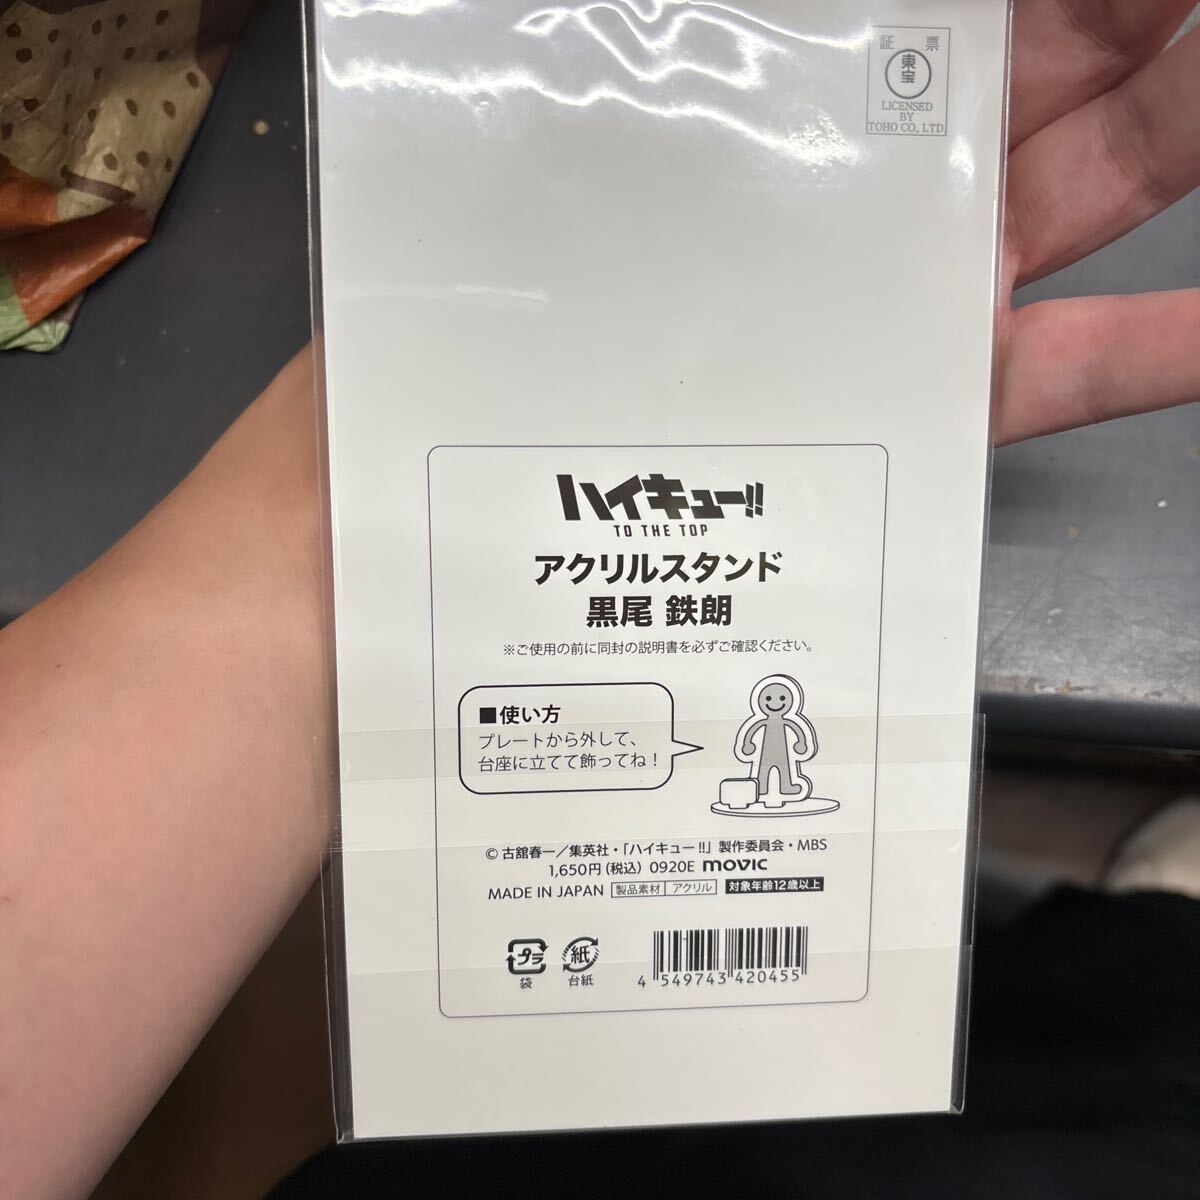 証 票
東宝
LICENSED
BY
TOHO CO., LTD.
ハイキュー!!
TO THE TOP
アクリルスタンド
黒尾 鉄朗
※ご使用の前に同封の説明書を必ずご確認ください。
■使い方
プレートから外して、
台座に立てて飾ってね！
© 古舘春一／集英社・「ハイキュー!!」製作委員会・MBS
1,650円（税込） 0920E movic
MADE IN JAPAN 製品素材 アクリル 対象年齢12歳以上
プラ 紙
袋 台紙
4 549743 420455